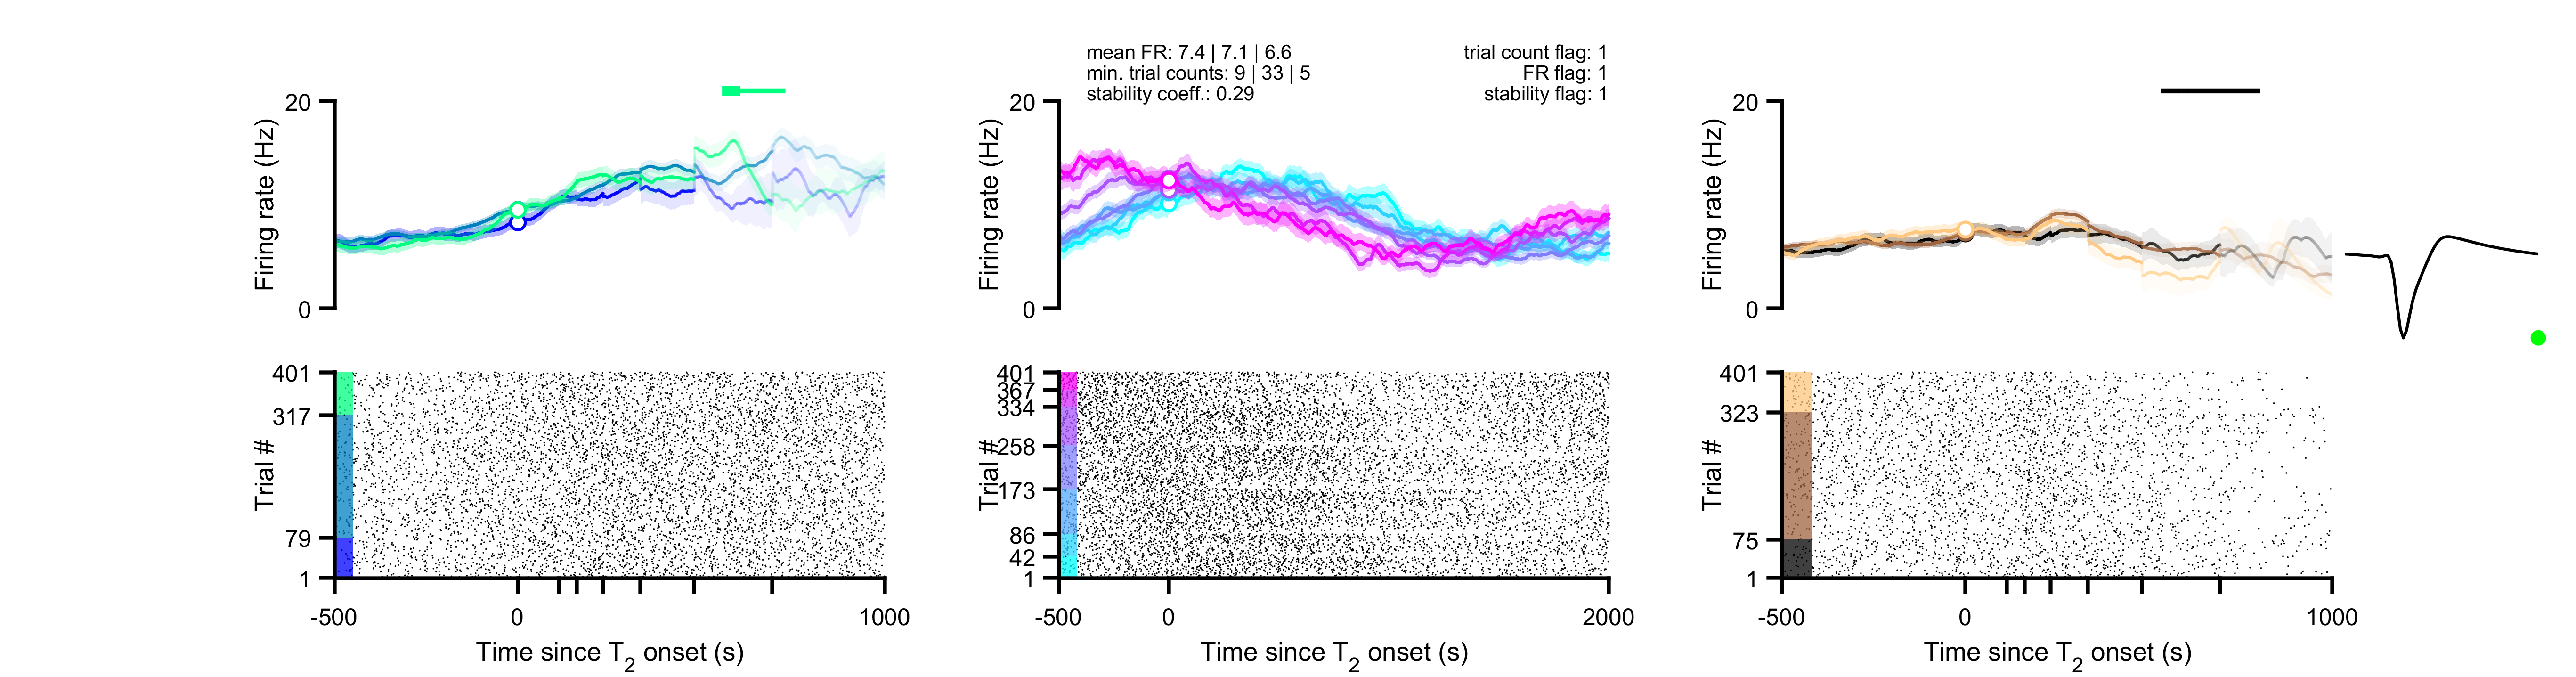 mean FR: 7.4 | 7.1 | 6.6
min. trial counts: 9 | 33 | 5
stability coeff.: 0.29
trial count flag: 1
FR flag: 1
stability flag: 1
20
Firing rate (Hz)
0
20
Firing rate (Hz)
0
20
Firing rate (Hz)
0
401
317
79
1
Trial #
-500
0
1000
Time since T2 onset (s)
401
367
334
258
173
86
42
1
Trial #
-500
0
2000
Time since T2 onset (s)
401
323
75
1
Trial #
-500
0
1000
Time since T2 onset (s)